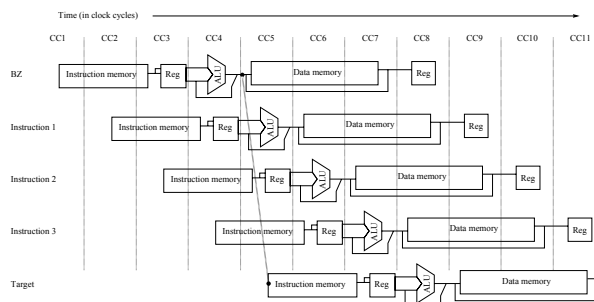 Time (in clock cycles)
CC1 CC2 CC3 CC4 CC5 CC6 CC7 CC8 CC9 CC10 CC11
BZ Instruction memory Reg ALU Data memory Reg
Instruction 1 Instruction memory Reg ALU Data memory Reg
Instruction 2 Instruction memory Reg ALU Data memory Reg
Instruction 3 Instruction memory Reg ALU Data memory Reg
Target Instruction memory Reg ALU Data memory